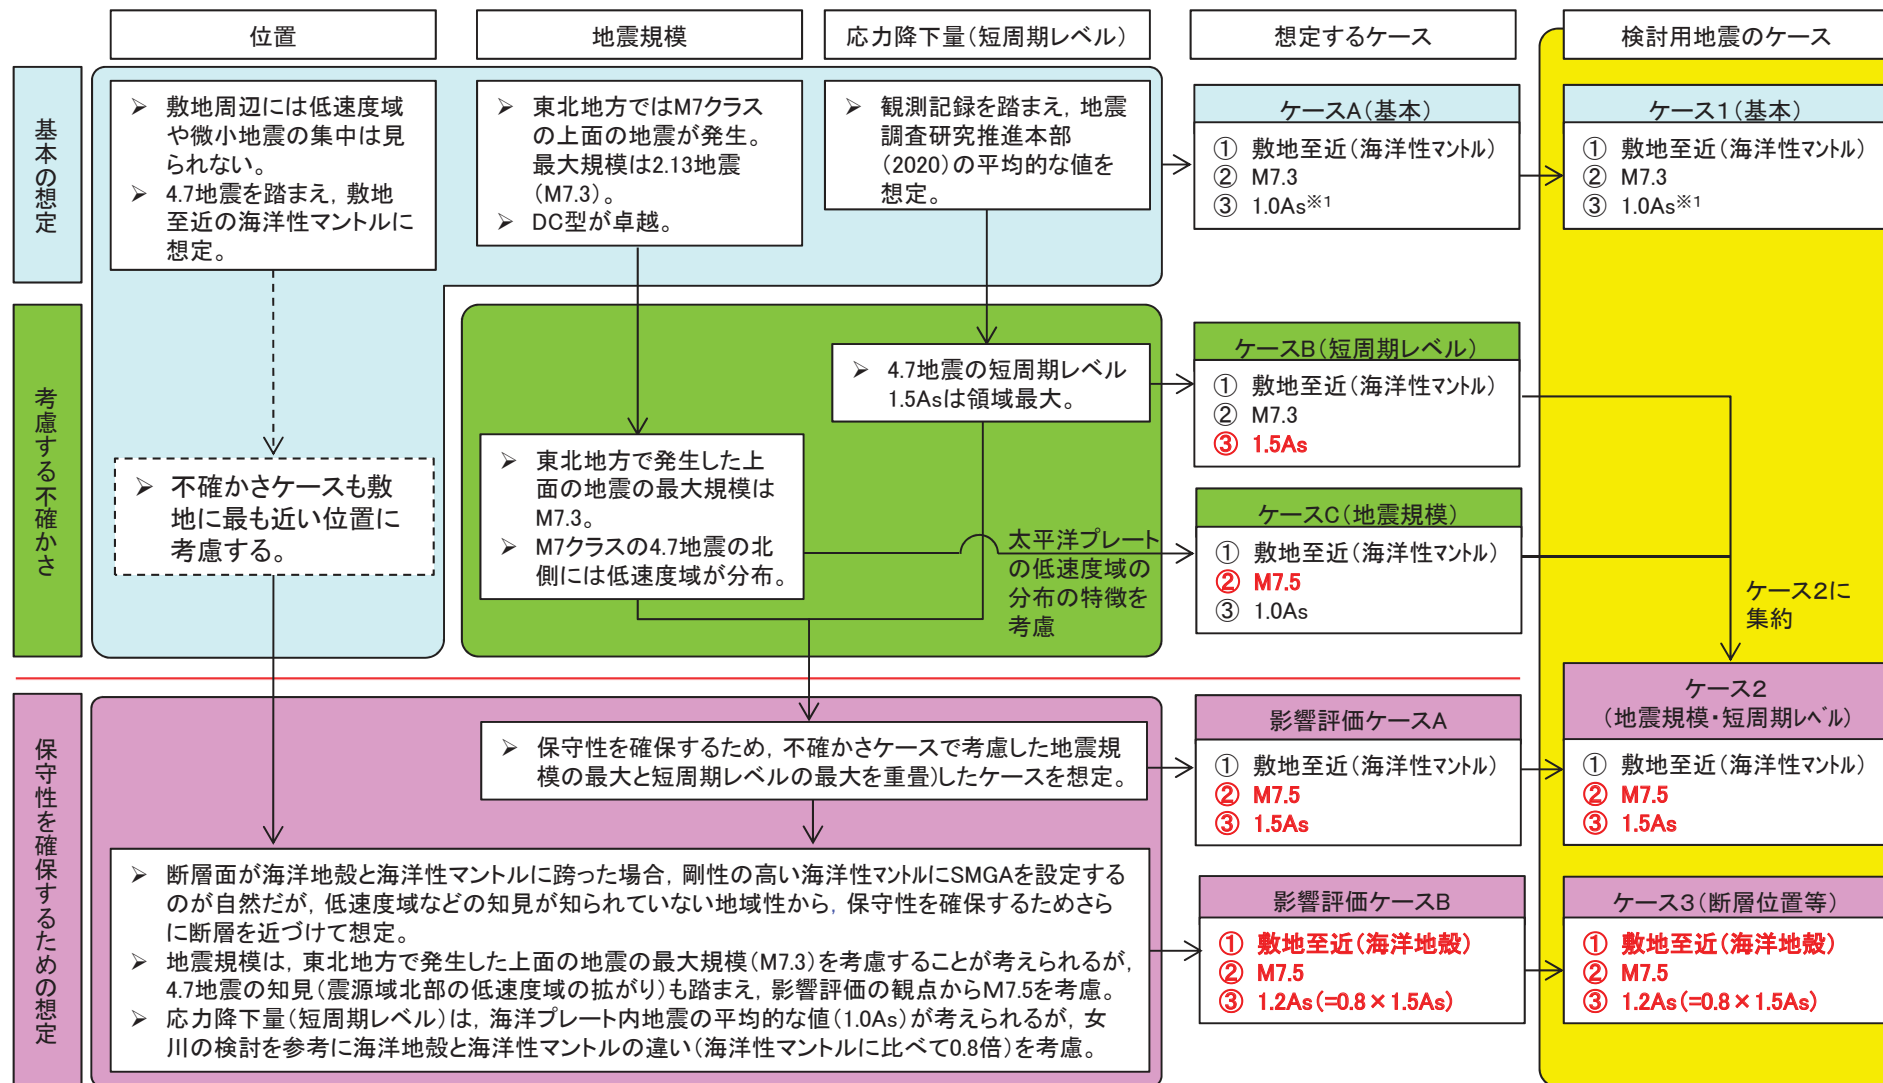 位置
地震規模
応力降下量(短周期レベル)
想定するケース
検討用地震のケース
基本の想定
➢ 敷地周辺には低速度域
や微小地震の集中は見
られない。
➢ 4.7地震を踏まえ，敷地
至近の海洋性マントルに
想定。
➢ 東北地方ではM7クラス
の上面の地震が発生。
最大規模は2.13地震
(M7.3)。
➢ DC型が卓越。
➢ 観測記録を踏まえ，地震
調査研究推進本部
(2020)の平均的な値を
想定。
ケースA(基本)
① 敷地至近(海洋性マントル)
② M7.3
③ 1.0As※1
ケース1(基本)
① 敷地至近(海洋性マントル)
② M7.3
③ 1.0As※1
考慮する不確かさ
➢ 不確かさケースも敷
地に最も近い位置に
考慮する。
➢ 東北地方で発生した上
面の地震の最大規模は
M7.3。
➢ M7クラスの4.7地震の北
側には低速度域が分布。
➢ 4.7地震の短周期レベル
1.5Asは領域最大。
太平洋プレート
の低速度域の
分布の特徴を
考慮
ケースB(短周期レベル)
① 敷地至近(海洋性マントル)
② M7.3
③ 1.5As
ケースC(地震規模)
① 敷地至近(海洋性マントル)
② M7.5
③ 1.0As
ケース2に
集約
保守性を確保するための想定
➢ 保守性を確保するため，不確かさケースで考慮した地震規
模の最大と短周期レベルの最大を重畳)したケースを想定。
➢ 断層面が海洋地殻と海洋性マントルに跨った場合，剛性の高い海洋性マントルにSMGAを設定する
のが自然だが，低速度域などの知見が知られていない地域性から，保守性を確保するためさら
に断層を近づけて想定。
➢ 地震規模は，東北地方で発生した上面の地震の最大規模(M7.3)を考慮することが考えられるが，
4.7地震の知見(震源域北部の低速度域の拡がり)も踏まえ，影響評価の観点からM7.5を考慮。
➢ 応力降下量(短周期レベル)は，海洋プレート内地震の平均的な値(1.0As)が考えられるが，女
川の検討を参考に海洋地殻と海洋性マントルの違い(海洋性マントルに比べて0.8倍)を考慮。
影響評価ケースA
① 敷地至近(海洋性マントル)
② M7.5
③ 1.5As
ケース2
(地震規模・短周期レベル)
① 敷地至近(海洋性マントル)
② M7.5
③ 1.5As
影響評価ケースB
① 敷地至近(海洋地殻)
② M7.5
③ 1.2As(=0.8×1.5As)
ケース3(断層位置等)
① 敷地至近(海洋地殻)
② M7.5
③ 1.2As(=0.8×1.5As)